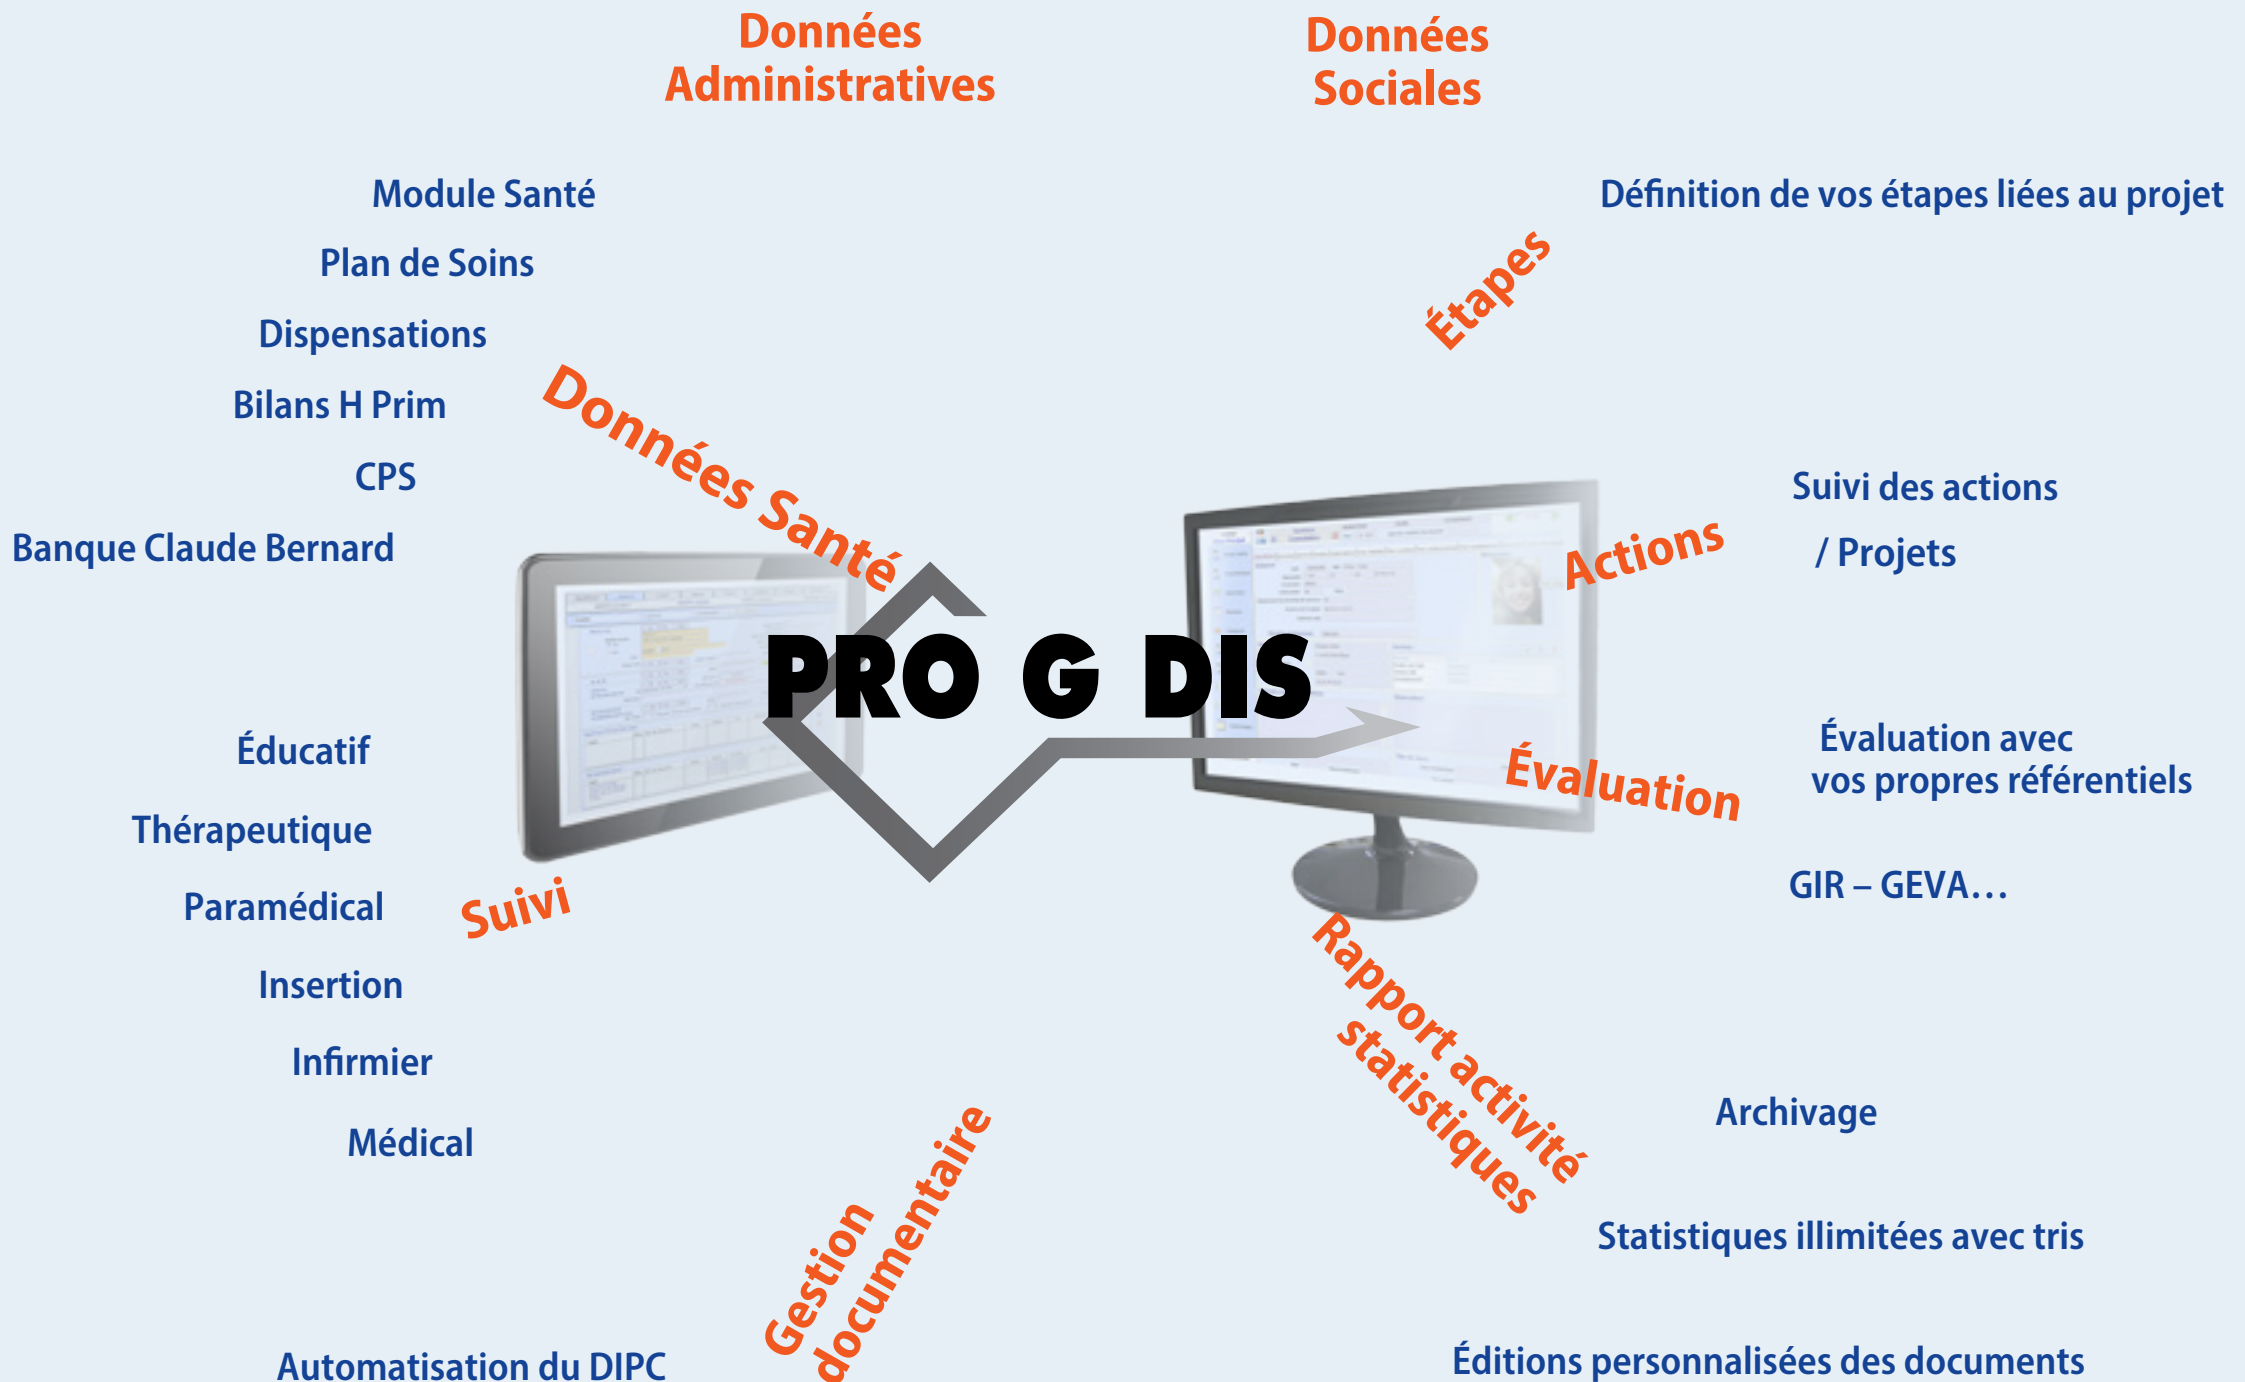 Données
Administratives
Données
Sociales
Module Santé
Plan de Soins
Dispensations
Bilans H Prim
CPS
Banque Claude Bernard
Données Santé
Définition de vos étapes liées au projet
Étapes
Suivi des actions
/ Projets
Actions
PRO G DIS
Évaluation
Évaluation avec
vos propres référentiels
GIR – GEVA…
Éducatif
Thérapeutique
Paramédical
Insertion
Infirmier
Médical
Suivi
Rapport activité
statistiques
Archivage
Statistiques illimitées avec tris
Éditions personnalisées des documents
Gestion
documentaire
Automatisation du DIPC